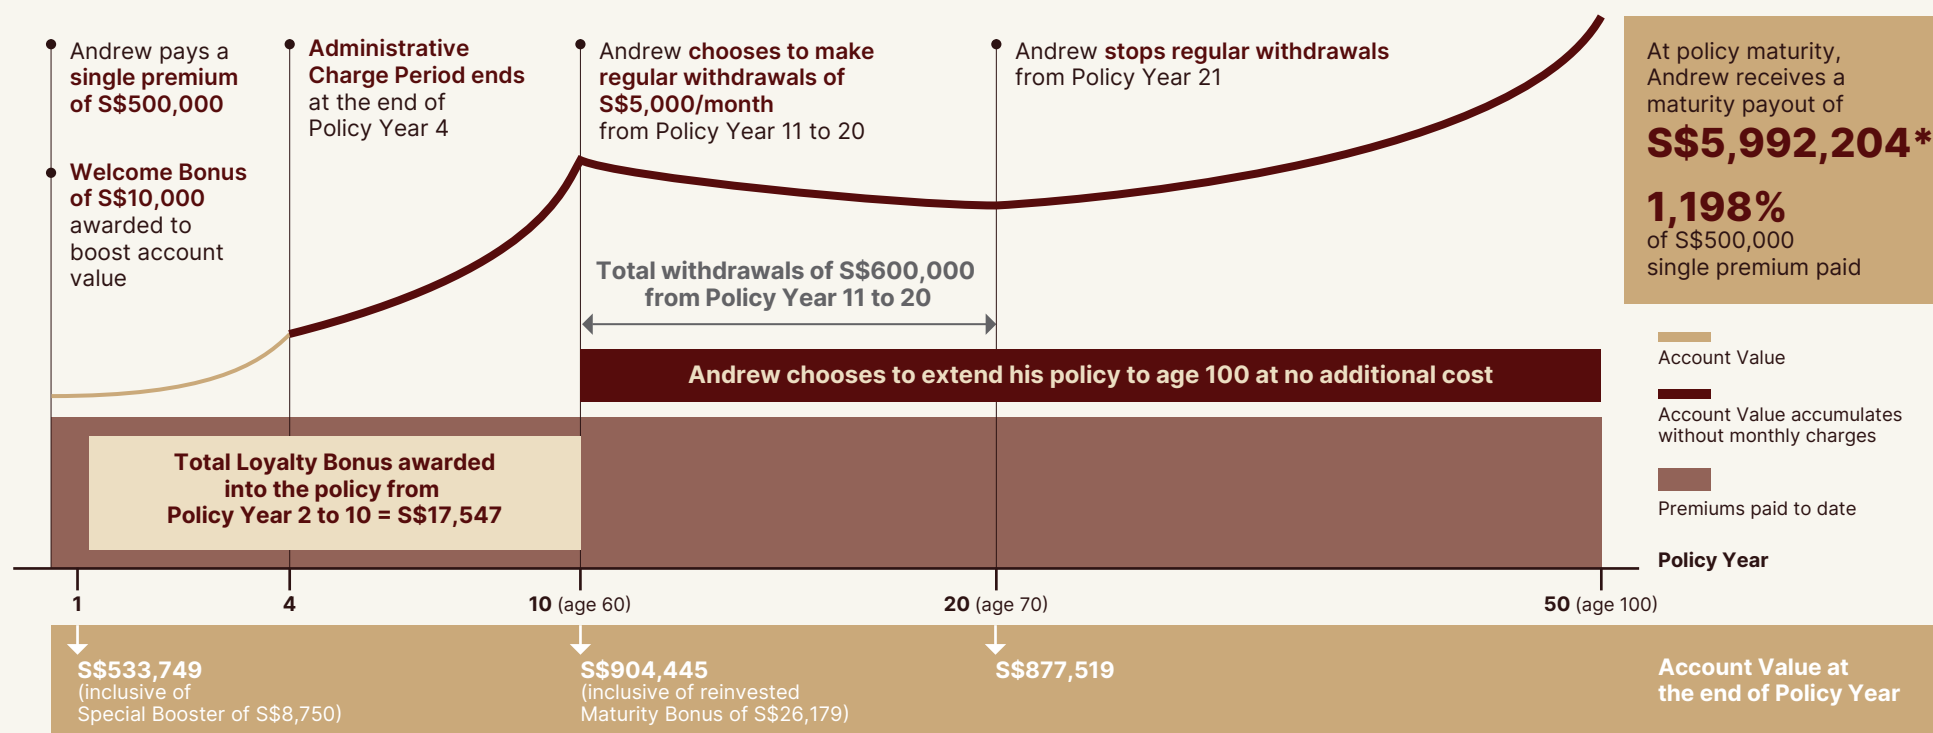 Andrew pays a
single premium
of S$500,000
Welcome Bonus
of S$10,000
awarded to
boost account
value
Administrative
Charge Period ends
at the end of
Policy Year 4
Andrew chooses to make
regular withdrawals of
S$5,000/month
from Policy Year 11 to 20
Andrew stops regular withdrawals
from Policy Year 21
At policy maturity,
Andrew receives a
maturity payout of
S$5,992,204*
1,198%
of S$500,000
single premium paid
Total withdrawals of S$600,000
from Policy Year 11 to 20
Andrew chooses to extend his policy to age 100 at no additional cost
Total Loyalty Bonus awarded
into the policy from
Policy Year 2 to 10 = S$17,547
Account Value
Account Value accumulates
without monthly charges
Premiums paid to date
Policy Year
1
4
10 (age 60)
20 (age 70)
50 (age 100)
S$533,749
(inclusive of
Special Booster of S$8,750)
S$904,445
(inclusive of reinvested
Maturity Bonus of S$26,179)
S$877,519
Account Value at
the end of Policy Year